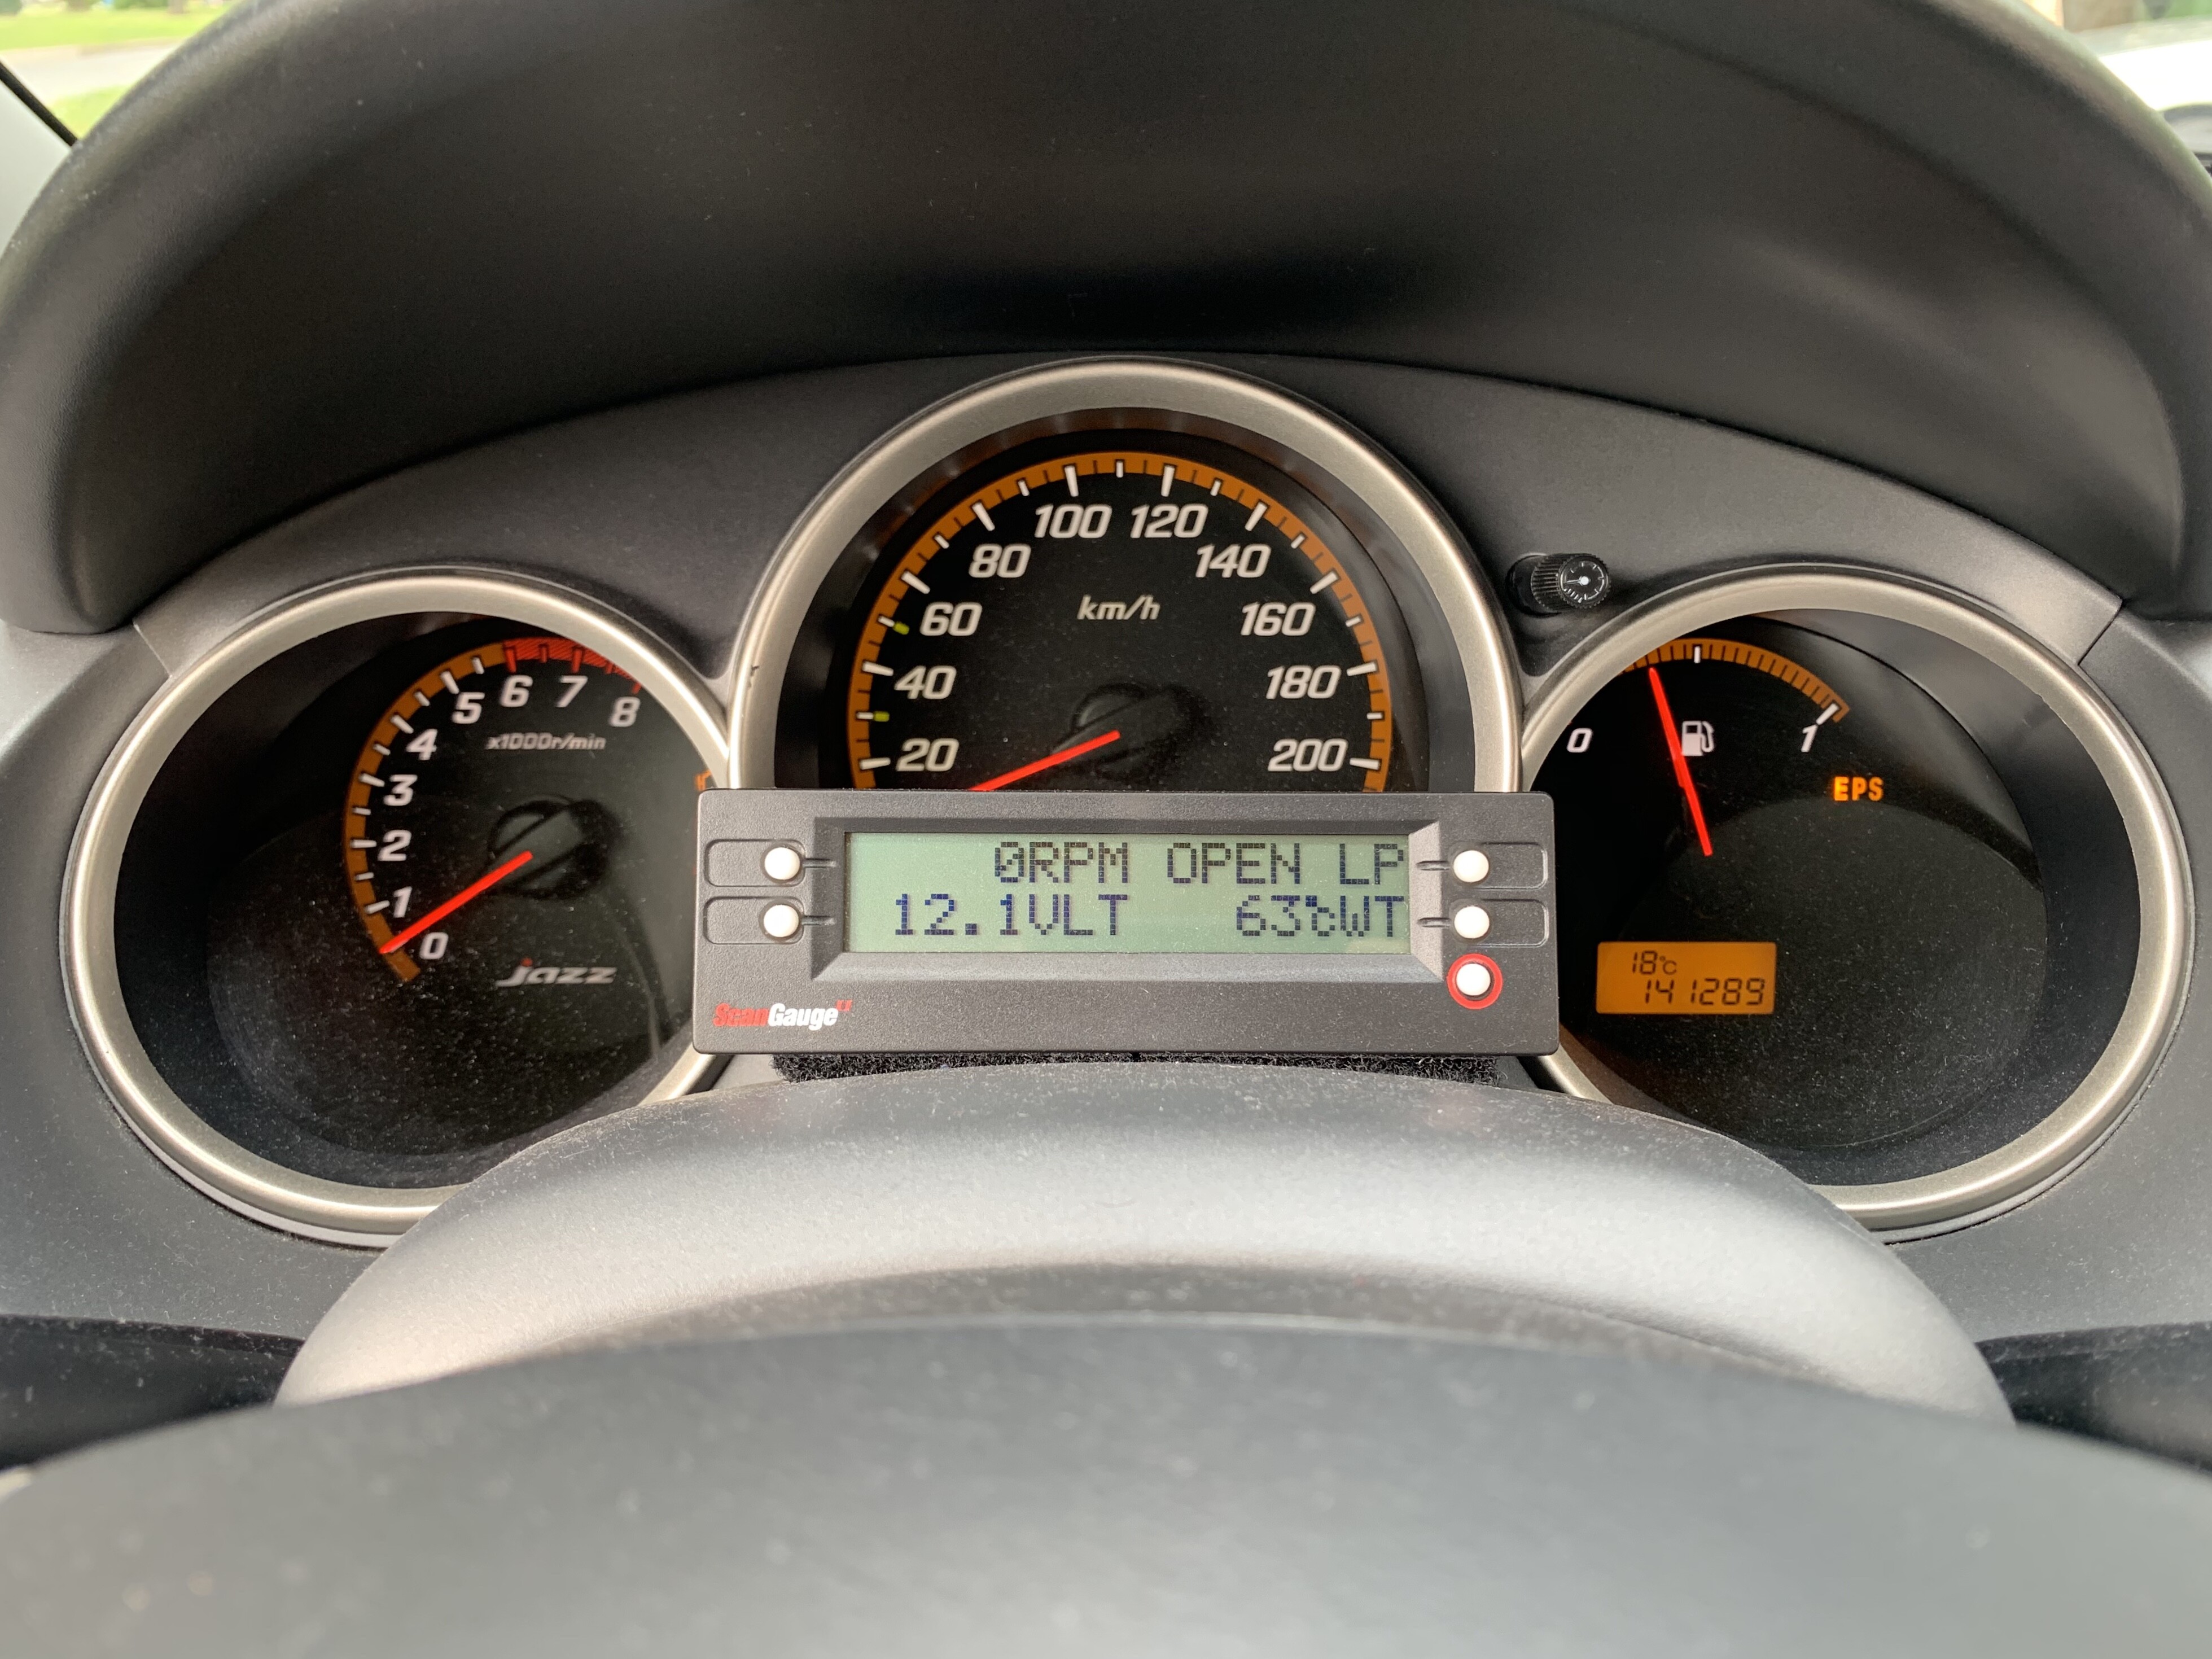 100 120
80 140
km/h
60 160
40 180
20 200
5 6 7 8
x1000r/min
4
3
2
1
0
jazz
0 1
EPS
0RPM OPEN LP
12.1VLT 63°CWT
ScanGauge II
18°C
141289